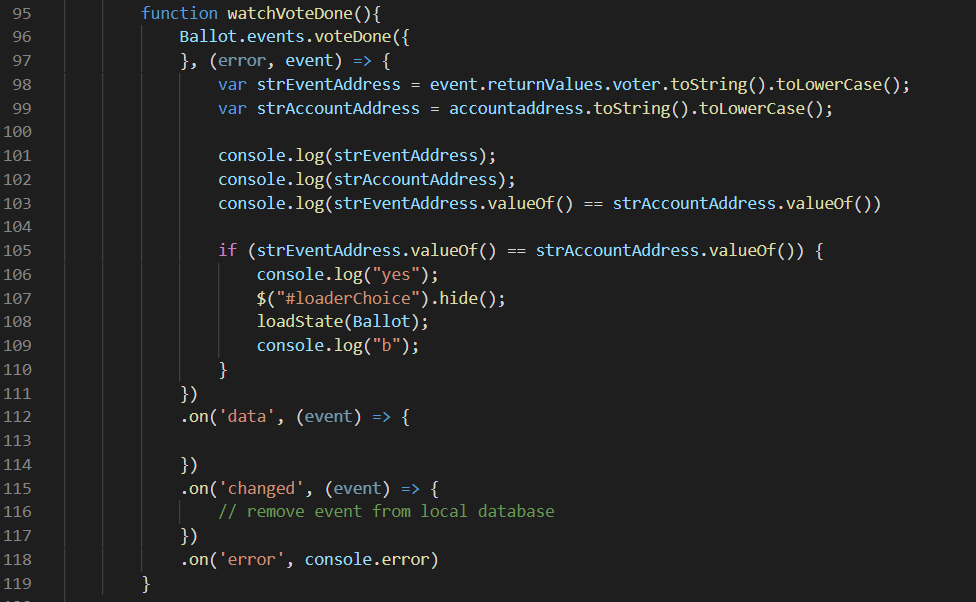 95 function watchVoteDone(){
96 Ballot.events.voteDone({
97 }, (error, event) => {
98 var strEventAddress = event.returnValues.voter.toString().toLowerCase();
99 var strAccountAddress = accountaddress.toString().toLowerCase();
100
101 console.log(strEventAddress);
102 console.log(strAccountAddress);
103 console.log(strEventAddress.valueOf() == strAccountAddress.valueOf())
104
105 if (strEventAddress.valueOf() == strAccountAddress.valueOf()) {
106 console.log("yes");
107 $("#loaderChoice").hide();
108 loadState(Ballot);
109 console.log("b");
110 }
111 })
112 .on('data', (event) => {
113
114 })
115 .on('changed', (event) => {
116 // remove event from local database
117 })
118 .on('error', console.error)
119 }